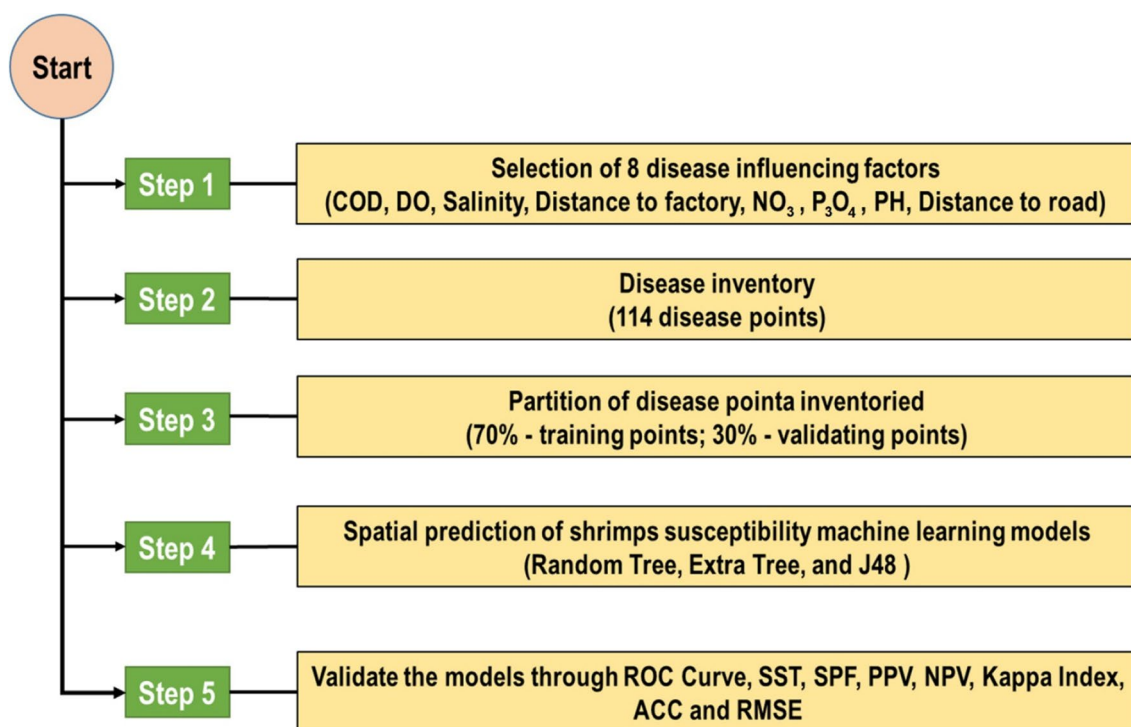 Start
Step 1
Selection of 8 disease influencing factors
(COD, DO, Salinity, Distance to factory, NO₃ , P₃O₄ , PH, Distance to road)
Step 2
Disease inventory
(114 disease points)
Step 3
Partition of disease pointa inventoried
(70% - training points; 30% - validating points)
Step 4
Spatial prediction of shrimps susceptibility machine learning models
(Random Tree, Extra Tree, and J48 )
Step 5
Validate the models through ROC Curve, SST, SPF, PPV, NPV, Kappa Index,
ACC and RMSE